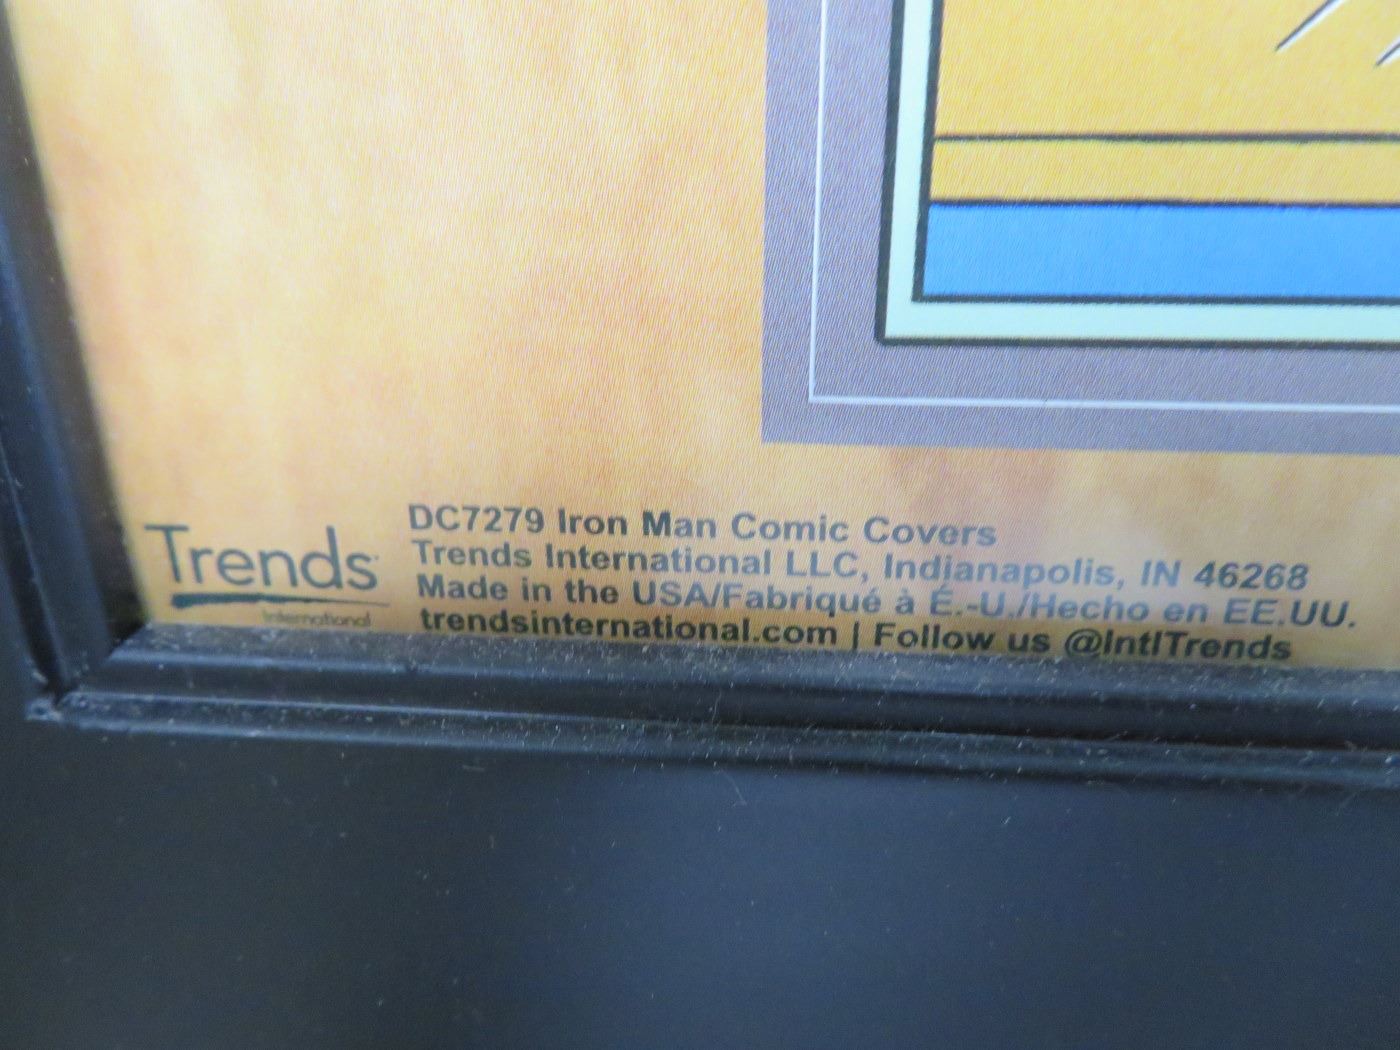 Trends
International
DC7279 Iron Man Comic Covers
Trends International LLC, Indianapolis, IN 46268
Made in the USA/Fabriqué à É.-U./Hecho en EE.UU.
trendsinternational.com | Follow us @IntlTrends